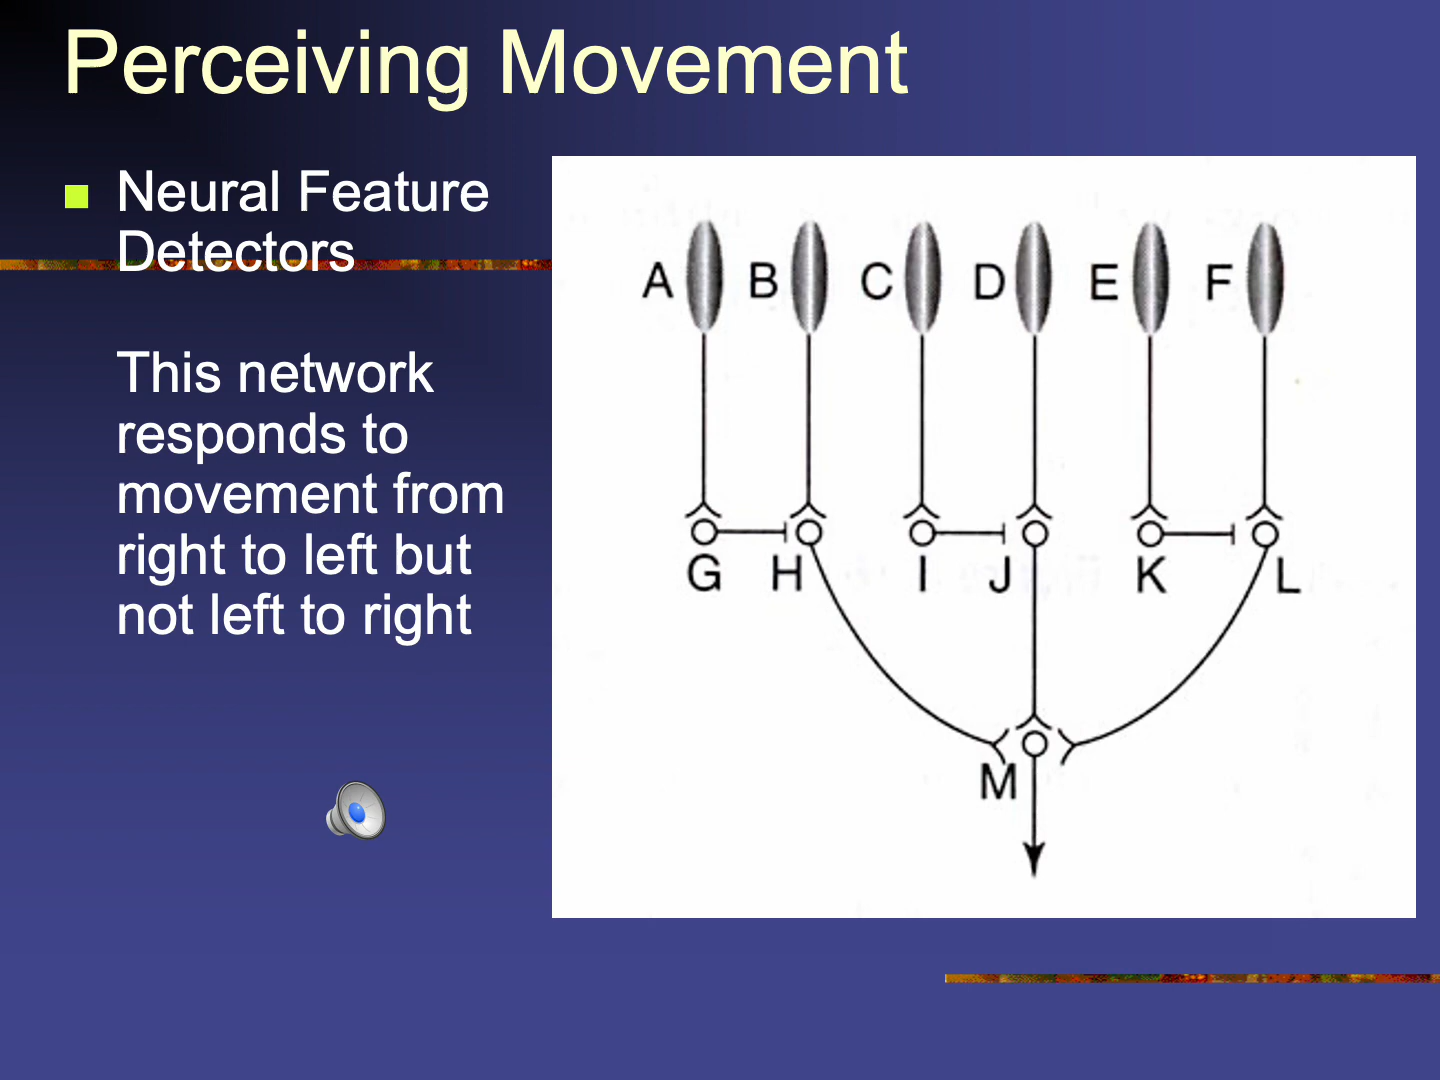 Perceiving Movement
Neural Feature
Detectors
This network
responds to
movement from
right to left but
not left to right
A B C D E F
G H I J K L
M